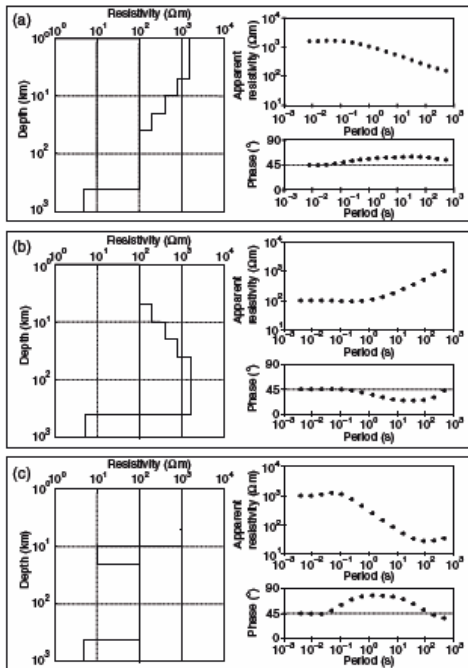 (a)
Resistivity (Ωm)
10⁰ 10¹ 10² 10³ 10⁴
Depth (km)
10⁰
10¹
10²
10³
Apparent
resistivity (Ωm)
10⁴
10³
10²
10¹
10⁻³ 10⁻² 10⁻¹ 10⁰ 10¹ 10² 10³
Period (s)
Phase (°)
90
45
0
10⁻³ 10⁻² 10⁻¹ 10⁰ 10¹ 10² 10³
Period (s)
(b)
Resistivity (Ωm)
10⁰ 10¹ 10² 10³ 10⁴
Depth (km)
10⁰
10¹
10²
10³
Apparent
resistivity (Ωm)
10⁴
10³
10²
10¹
10⁻³ 10⁻² 10⁻¹ 10⁰ 10¹ 10² 10³
Period (s)
Phase (°)
90
45
0
10⁻³ 10⁻² 10⁻¹ 10⁰ 10¹ 10² 10³
Period (s)
(c)
Resistivity (Ωm)
10⁰ 10¹ 10² 10³ 10⁴
Depth (km)
10⁰
10¹
10²
10³
Apparent
resistivity (Ωm)
10⁴
10³
10²
10¹
10⁻³ 10⁻² 10⁻¹ 10⁰ 10¹ 10² 10³
Period (s)
Phase (°)
90
45
0
10⁻³ 10⁻² 10⁻¹ 10⁰ 10¹ 10² 10³
Period (s)